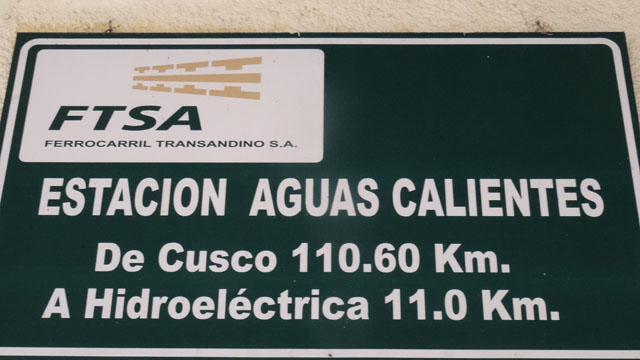 FTSA
FERROCARRIL TRANSANDINO S.A.
ESTACION AGUAS CALIENTES
De Cusco 110.60 Km.
A Hidroeléctrica 11.0 Km.